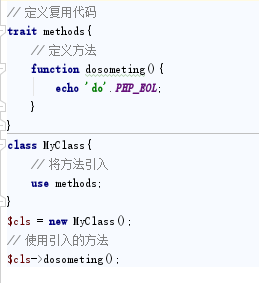 // 定义复用代码
trait methods{
    // 定义方法
    function dosometing(){
        echo 'do'.PHP_EOL;
    }
}
class MyClass{
    // 将方法引入
    use methods;
}
$cls = new MyClass();
// 使用引入的方法
$cls->dosometing();